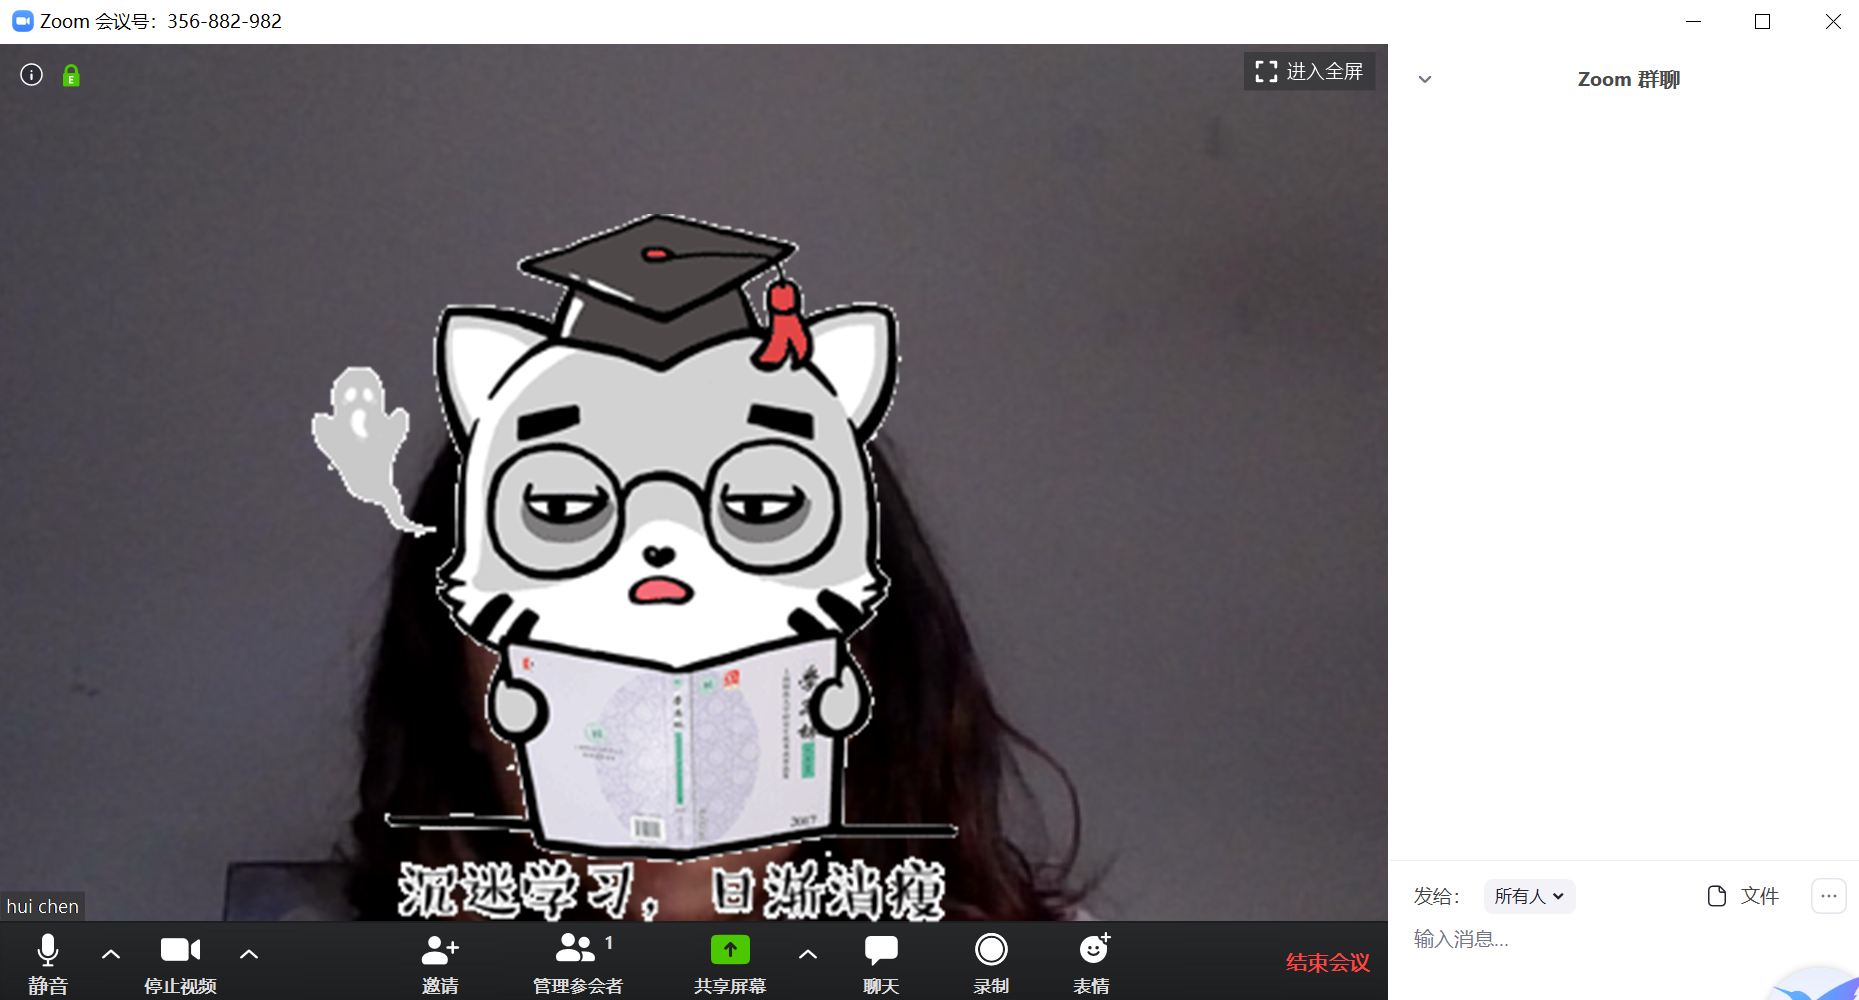 Zoom 会议号：356-882-982
进入全屏
Zoom 群聊
2017
沉迷学习，日渐消瘦
hui chen
发给：
所有人
文件
输入消息...
1
静音
停止视频
邀请
管理参会者
共享屏幕
聊天
录制
表情
结束会议